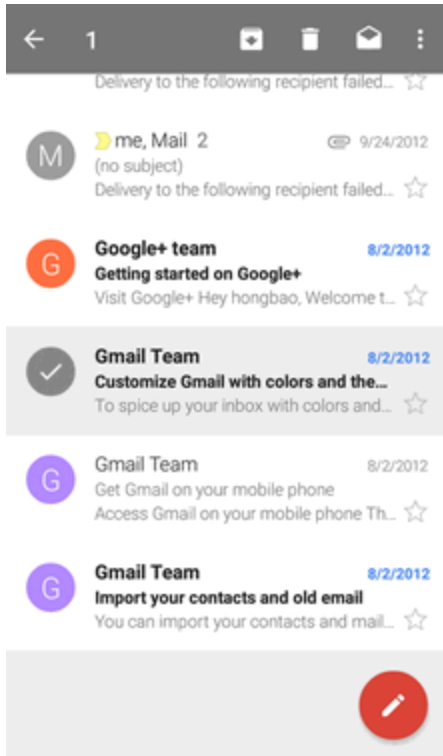 1
Delivery to the following recipient failed...
M
me, Mail 2
9/24/2012
(no subject)
Delivery to the following recipient failed...
G
Google+ team
8/2/2012
Getting started on Google+
Visit Google+ Hey hongbao, Welcome t...
Gmail Team
8/2/2012
Customize Gmail with colors and the...
To spice up your inbox with colors and...
G
Gmail Team
8/2/2012
Get Gmail on your mobile phone
Access Gmail on your mobile phone Th...
G
Gmail Team
8/2/2012
Import your contacts and old email
You can import your contacts and mail...